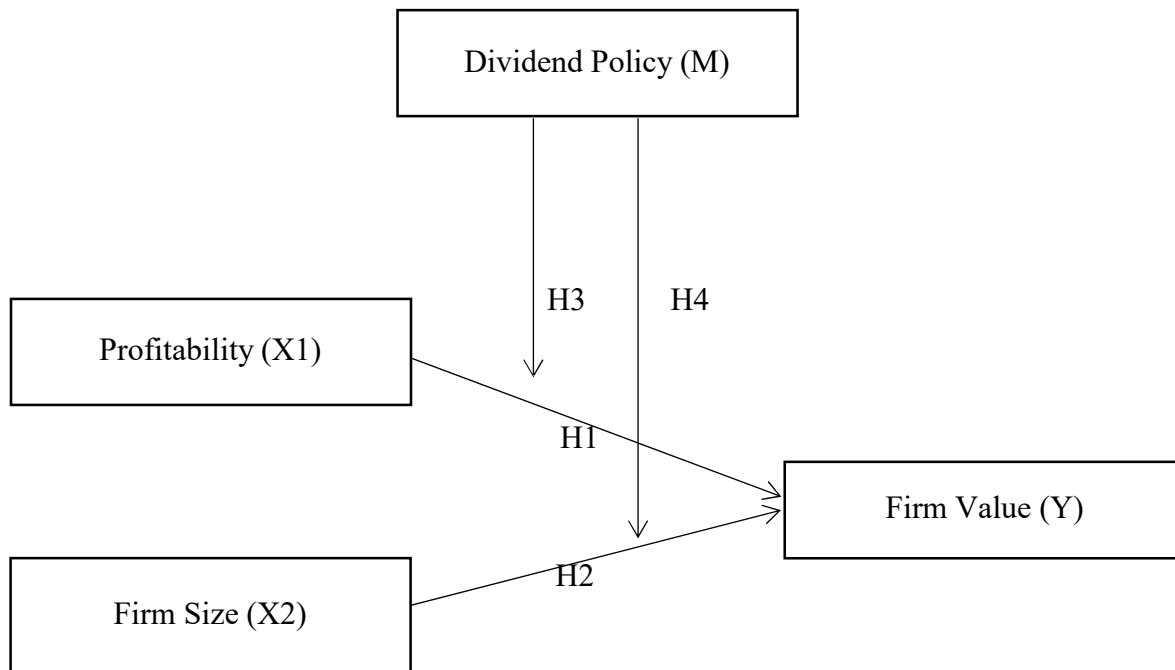 Dividend Policy (M)
H3
H4
Profitability (X1)
H1
Firm Value (Y)
H2
Firm Size (X2)